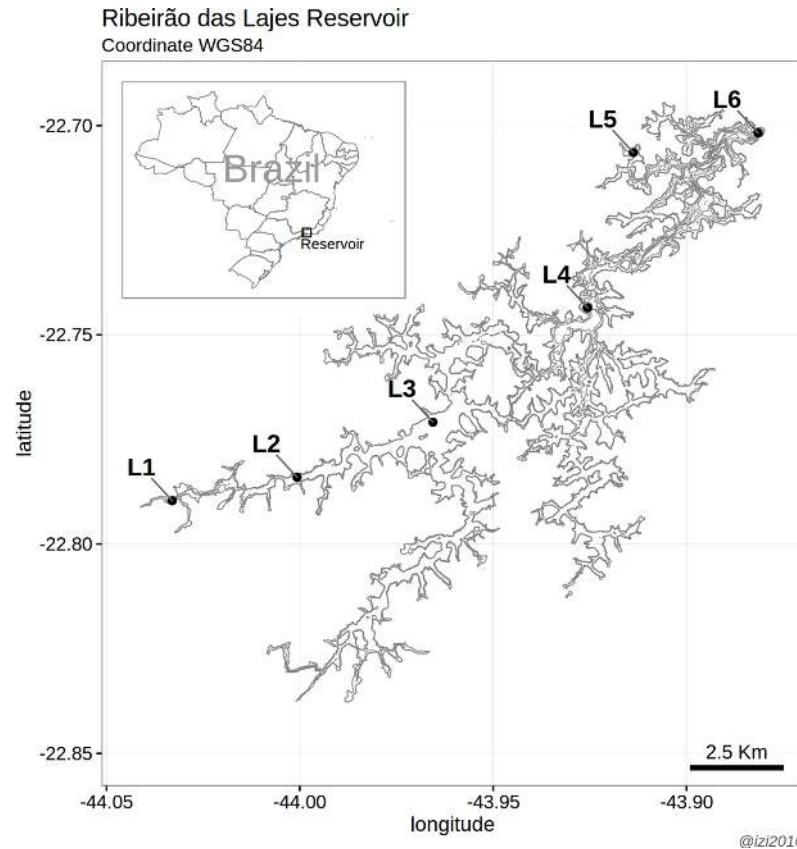 Ribeirão das Lajes Reservoir
Coordinate WGS84
Brazil
Reservoir
L5
L6
L4
L3
L2
L1
-22.70
-22.75
-22.80
-22.85
latitude
2.5 Km
-44.05
-44.00
-43.95
-43.90
longitude
@izi2016